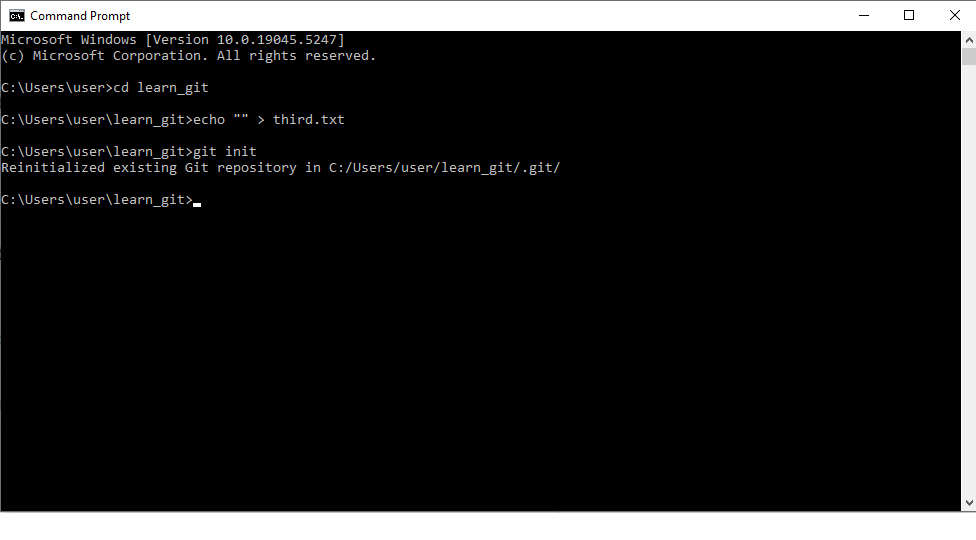 Command Prompt
Microsoft Windows [Version 10.0.19045.5247]
(c) Microsoft Corporation. All rights reserved.
C:\Users\user>cd learn_git
C:\Users\user\learn_git>echo "" > third.txt
C:\Users\user\learn_git>git init
Reinitialized existing Git repository in C:/Users/user/learn_git/.git/
C:\Users\user\learn_git>